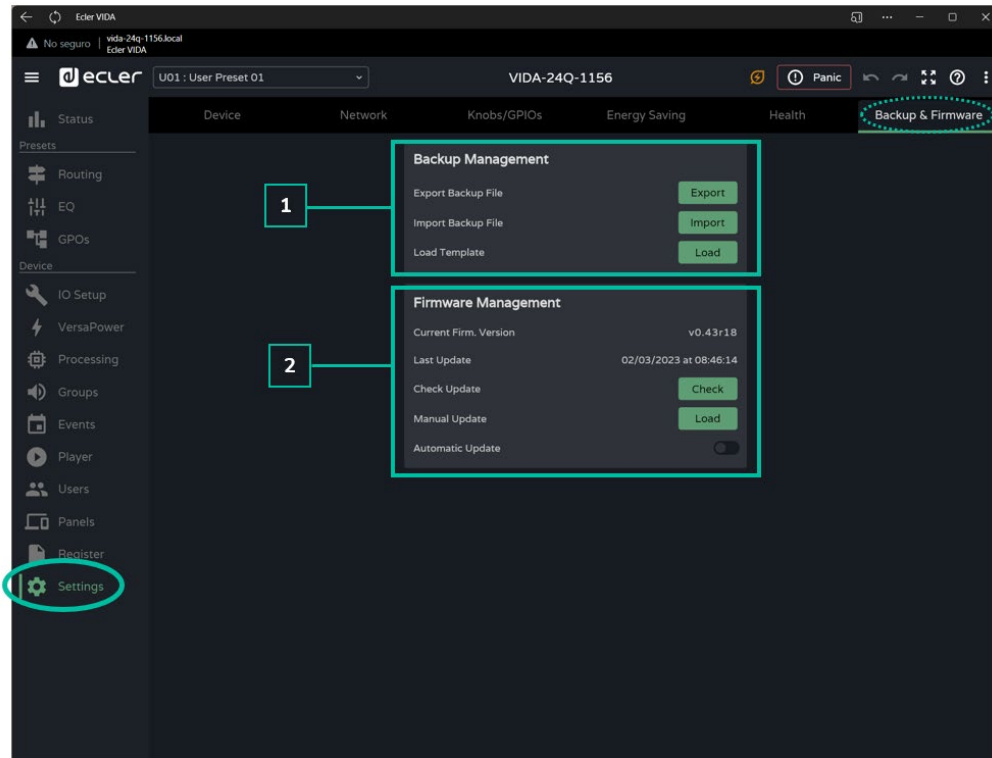 Ecler VIDA
No seguro | vida-24q-1156.local
Ecler VIDA
ecler
U01 : User Preset 01
VIDA-24Q-1156
Panic
Status
Presets
Routing
EQ
GPOs
Device
IO Setup
VersaPower
Processing
Groups
Events
Player
Users
Panels
Register
Settings
Device Network Knobs/GPIOs Energy Saving Health Backup & Firmware
1
Backup Management
Export Backup File Export
Import Backup File Import
Load Template Load
2
Firmware Management
Current Firm. Version v0.43r18
Last Update 02/03/2023 at 08:46:14
Check Update Check
Manual Update Load
Automatic Update